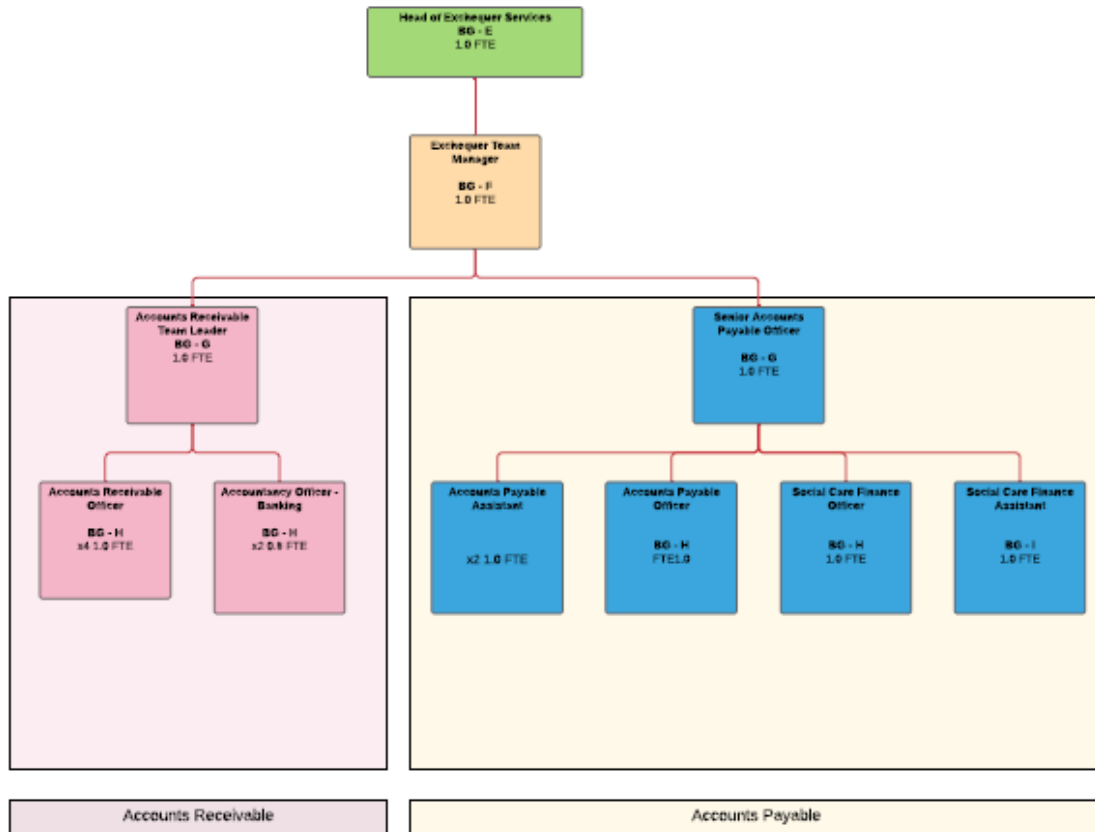 Head of Exchequer Services
BG - E
1.0 FTE
Exchequer Team
Manager
BG - F
1.0 FTE
Accounts Receivable
Team Leader
BG - G
1.0 FTE
Senior Accounts
Payable Officer
BG - G
1.0 FTE
Accounts Receivable
Officer
BG - H
x4 1.0 FTE
Accountancy Officer -
Banking
BG - H
x2 FTE
Accounts Payable
Assistant
x2 1.0 FTE
Accounts Payable
Officer
BG - H
FTE1.0
Social Care Finance
Officer
BG - H
1.0 FTE
Social Care Finance
Assistant
BG - I
1.0 FTE
Accounts Receivable
Accounts Payable